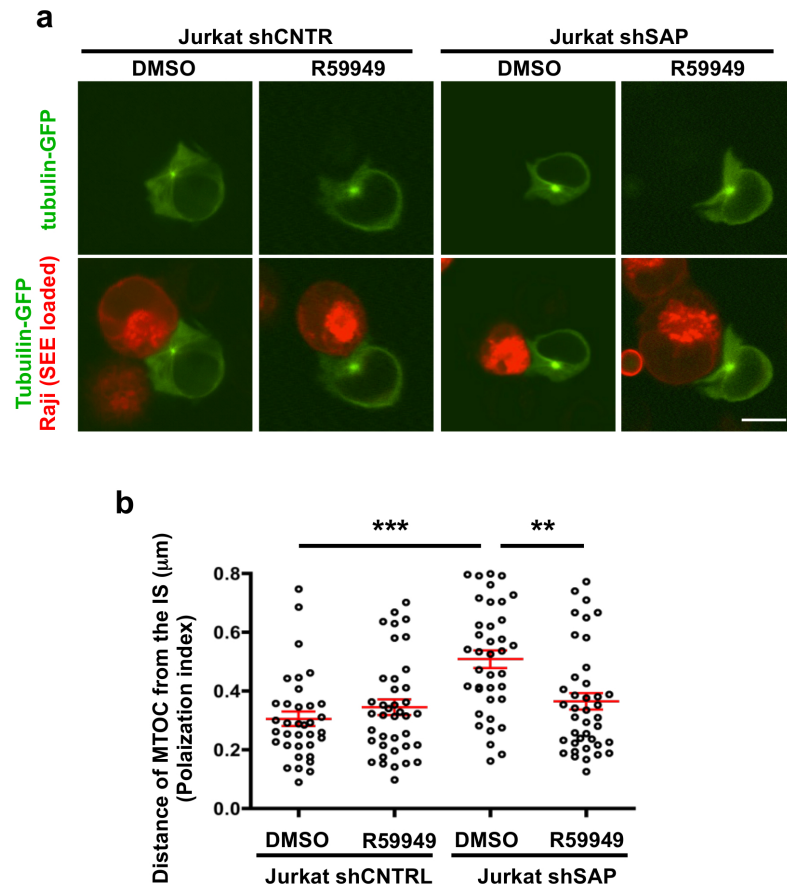 a
Jurkat shCNTR
Jurkat shSAP
DMSO
R59949
DMSO
R59949
tubulin-GFP
Tubuilin-GFP
Raji (SEE loaded)
b
***
**
Distance of MTOC from the IS (μm)
(Polaization index)
0.8
0.6
0.4
0.2
0.0
DMSO
R59949
DMSO
R59949
Jurkat shCNTRL
Jurkat shSAP